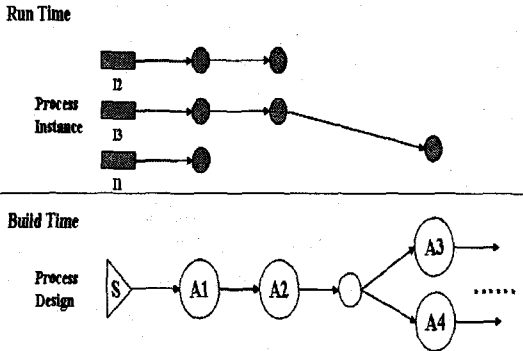 Run Time
I2
Process
Instance
I3
I1
Build Time
Process
Design
S
A1
A2
A3
......
A4